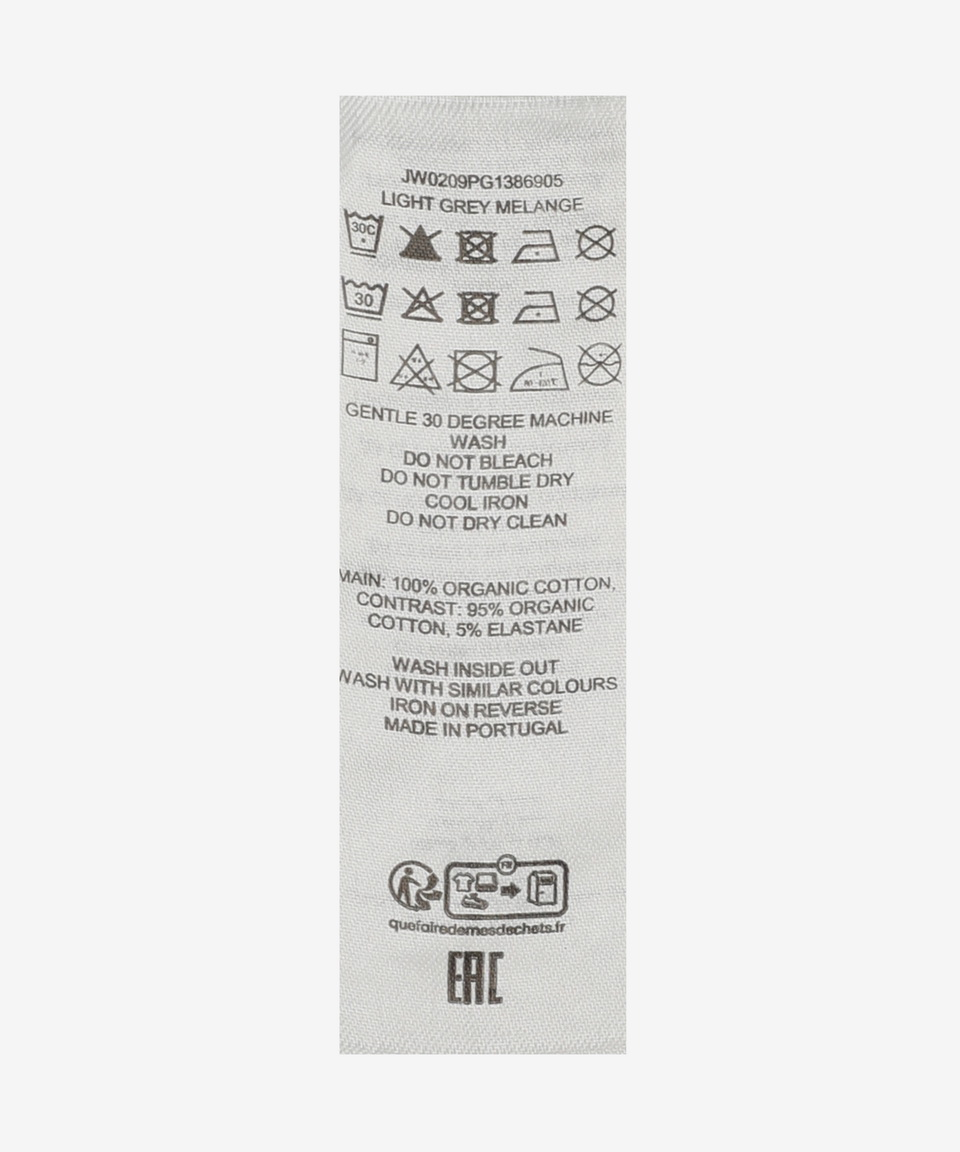 JW0209PG1386905
LIGHT GREY MELANGE
30C
30
GENTLE 30 DEGREE MACHINE
WASH
DO NOT BLEACH
DO NOT TUMBLE DRY
COOL IRON
DO NOT DRY CLEAN
MAIN: 100% ORGANIC COTTON,
CONTRAST: 95% ORGANIC
COTTON, 5% ELASTANE
WASH INSIDE OUT
WASH WITH SIMILAR COLOURS
IRON ON REVERSE
MADE IN PORTUGAL
FR
quefairedemesdechets.fr
EAC